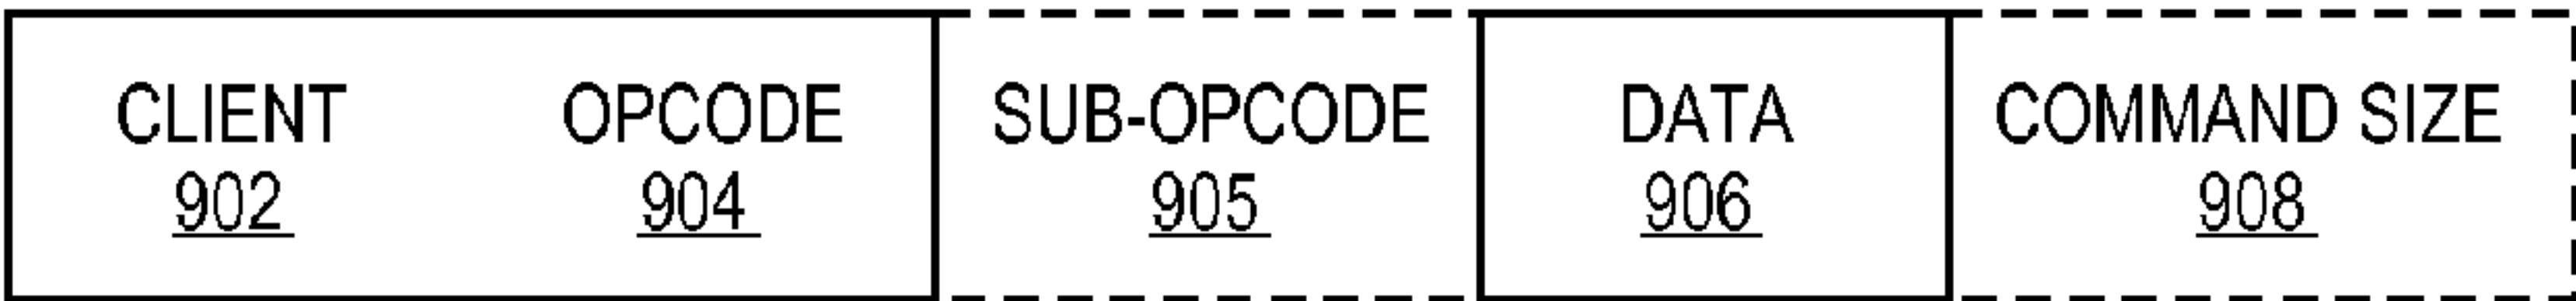 CLIENT OPCODE SUB-OPCODE DATA COMMAND SIZE
902 904 905 906 908